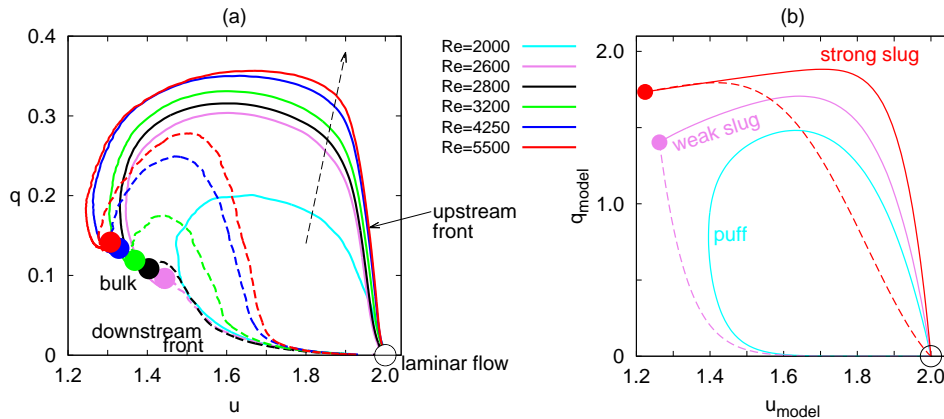 (a)
0.4
0.3
0.2
0.1
0
q
1.2
1.4
1.6
1.8
2.0
u
bulk
downstream
front
upstream
front
laminar flow
Re=2000
Re=2600
Re=2800
Re=3200
Re=4250
Re=5500
(b)
2.0
1.0
0
q_model
1.2
1.4
1.6
1.8
2.0
u_model
strong slug
weak slug
puff